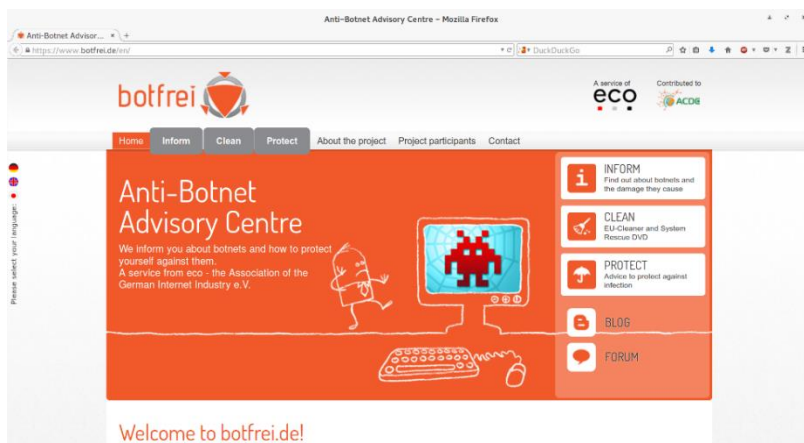 Anti-Botnet Advisory Centre - Mozilla Firefox
Anti-Botnet Advisor...
https://www.botfrei.de/en/
DuckDuckGo
botfrei
A service of
eco
Contributed to
ACDC
Home Inform Clean Protect About the project Project participants Contact
Please select your language:
Anti-Botnet
Advisory Centre
We inform you about botnets and how to protect
yourself against them.
A service from eco - the Association of the
German Internet Industry e.V.
INFORM
Find out about botnets and
the damage they cause
CLEAN
EU-Cleaner and System
Rescue DVD
PROTECT
Advice to protect against
infection
BLOG
FORUM
Welcome to botfrei.de!